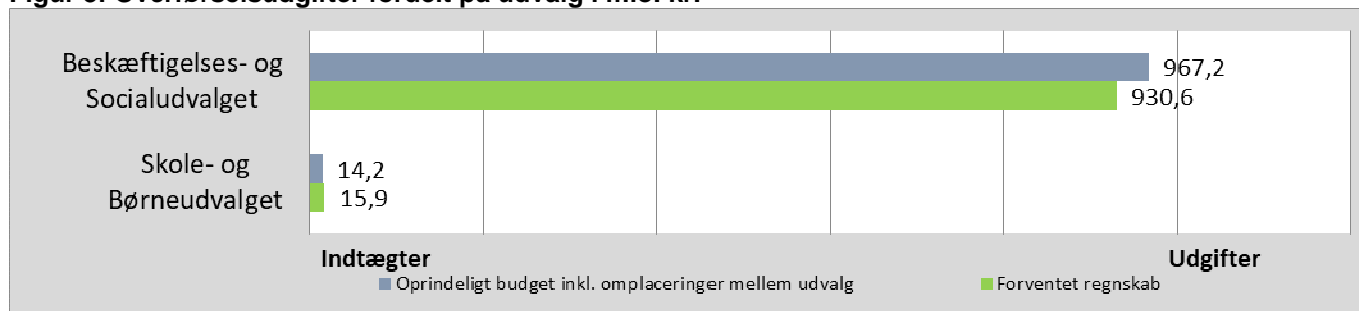 Beskæftigelses- og
Socialudvalget
967,2
930,6
Skole- og
Børneudvalget
14,2
15,9
Indtægter
Udgifter
Oprindeligt budget inkl. omplaceringer mellem udvalg
Forventet regnskab